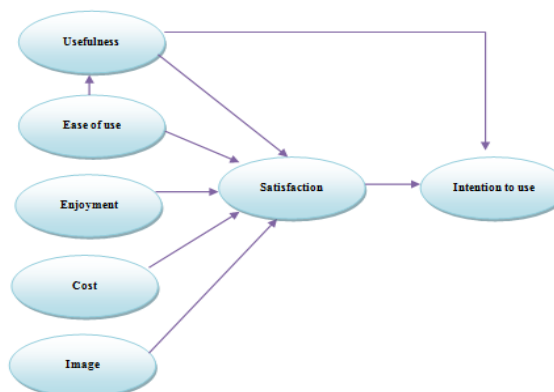 Usefulness
Ease of use
Enjoyment
Satisfaction
Intention to use
Cost
Image